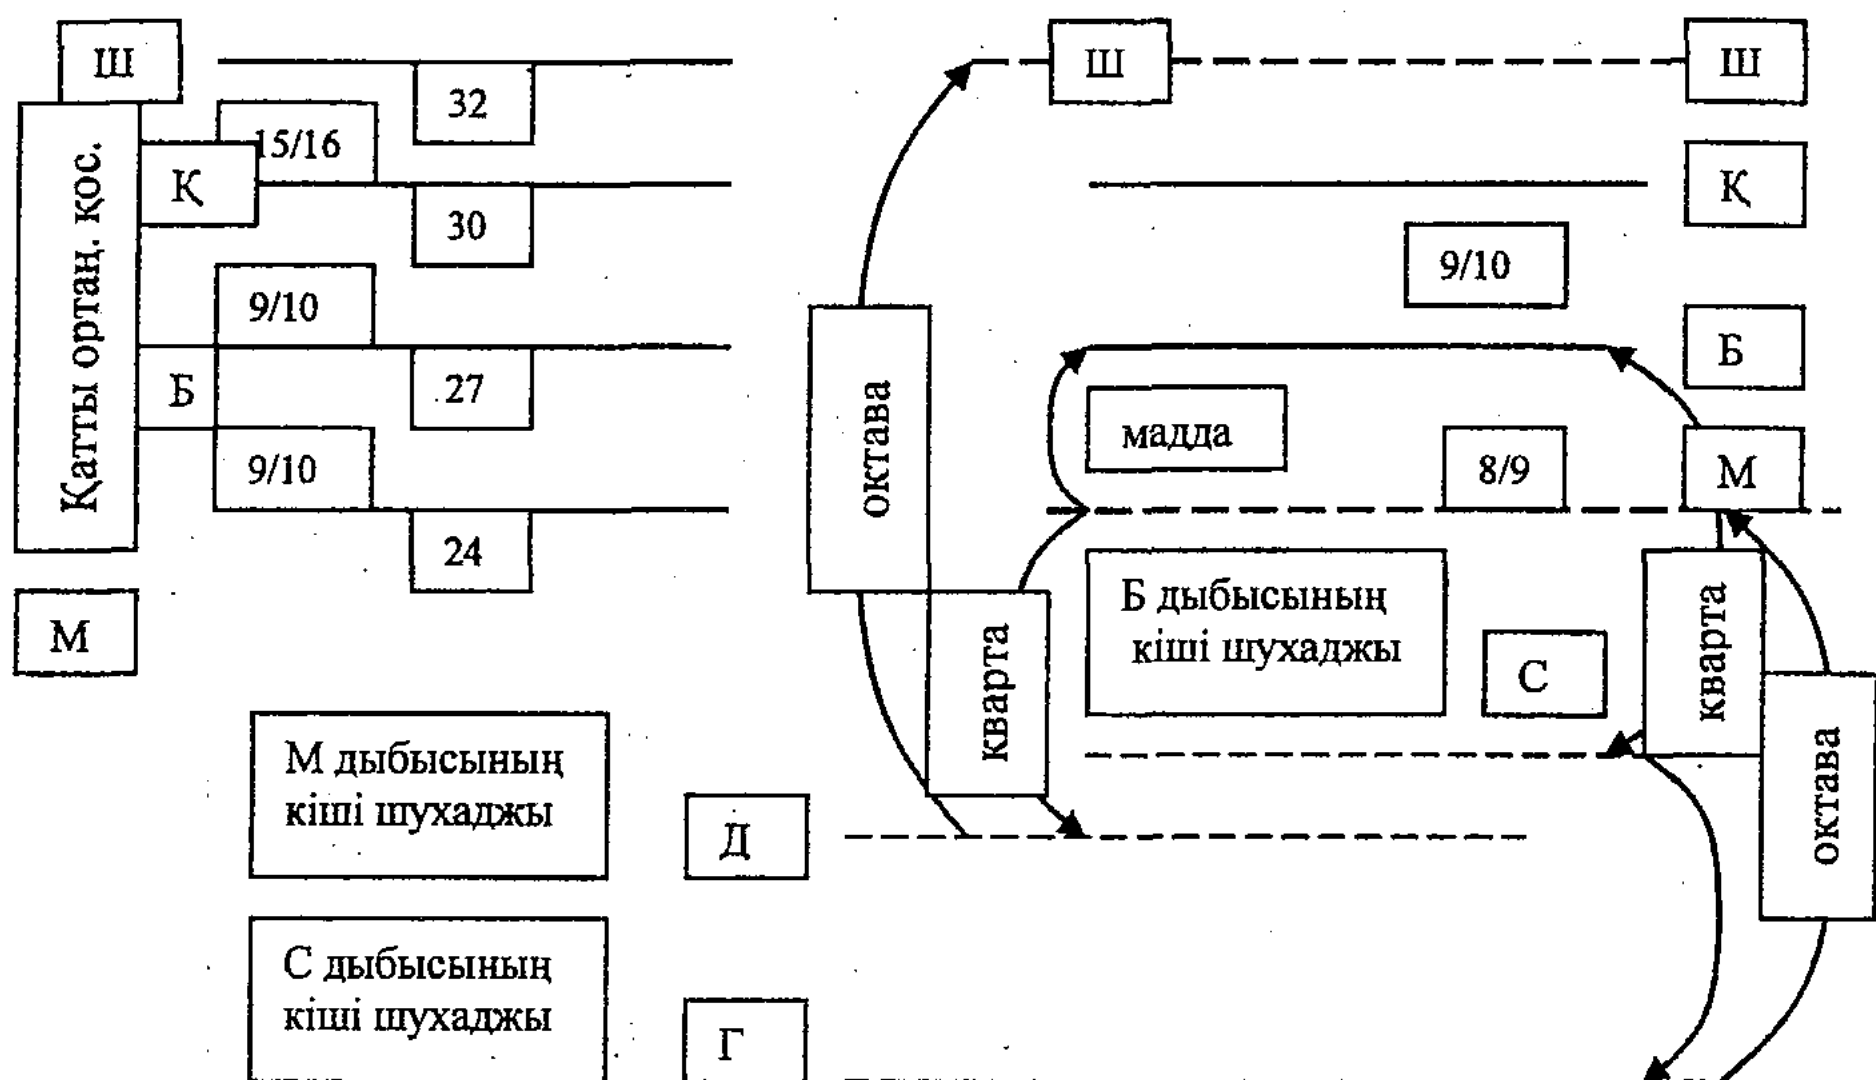 Ш
32
15/16
Қ
30
Қатты ортаң. қос.
9/10
Б
.27
9/10
24
М
М дыбысының
кіші шухаджы
Д
С дыбысының
кіші шухаджы
Г
Ш
Ш
Қ
9/10
Б
октава
мадда
8/9
М
Б дыбысының
кіші шухаджы
С
кварта
кварта
октава